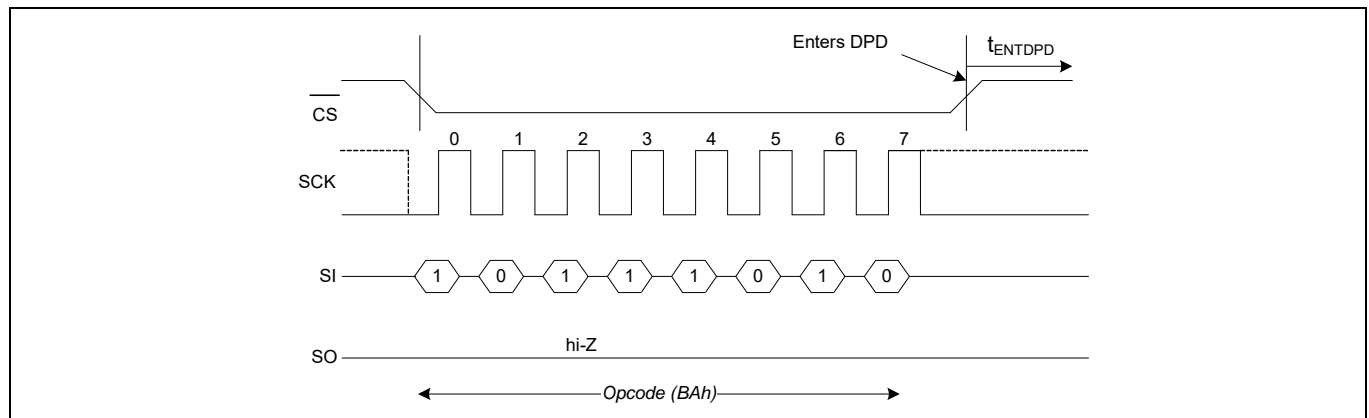 Enters DPD
tENTDPD
CS
0 1 2 3 4 5 6 7
SCK
SI 1 0 1 1 1 0 1 0
hi-Z
SO
Opcode (BAh)